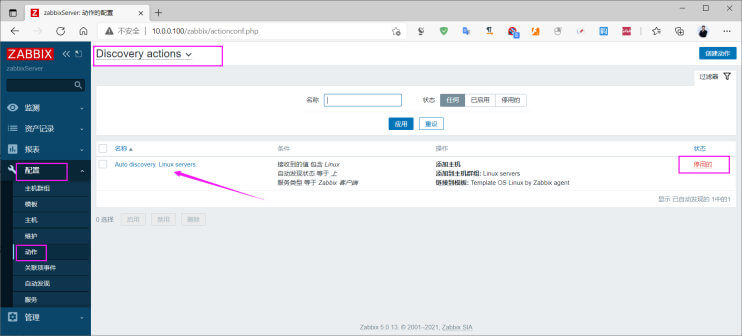 zabbixServer: 动作的配置
不安全 | 10.0.0.100/zabbix/actionconf.php
ZABBIX
zabbixServer
监测
资产记录
报表
配置
主机群组
模板
主机
维护
动作
关联项事件
自动发现
服务
管理
Discovery actions
创建动作
过滤器
名称
状态 任何 已启用 停用的
应用 重设
名称 条件 操作 状态
Auto discovery. Linux servers. 接收到的值 包含 Linux 添加主机 停用的
自动发现状态 等于 上 添加到主机群组: Linux servers
服务类型 等于 Zabbix 客户端 链接到模板: Template OS Linux by Zabbix agent
显示 已自动发现的 1中的1
0 选择 启用 禁用 删除
Zabbix 5.0.13. © 2001–2021, Zabbix SIA